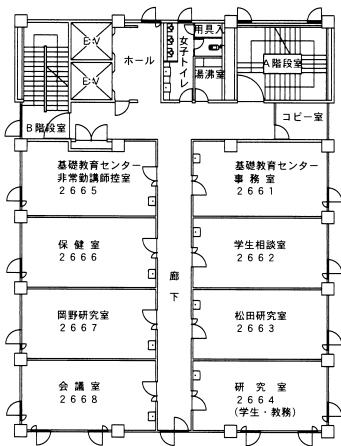 E.V
E.V
ホール
女子トイレ
用具入
湯沸室
A階段室
B階段室
コピー室
基礎教育センター
非常勤講師控室
2665
基礎教育センター
事務室
2661
保健室
2666
学生相談室
2662
廊下
岡野研究室
2667
松田研究室
2663
会議室
2668
研究室
2664
(学生・教務)